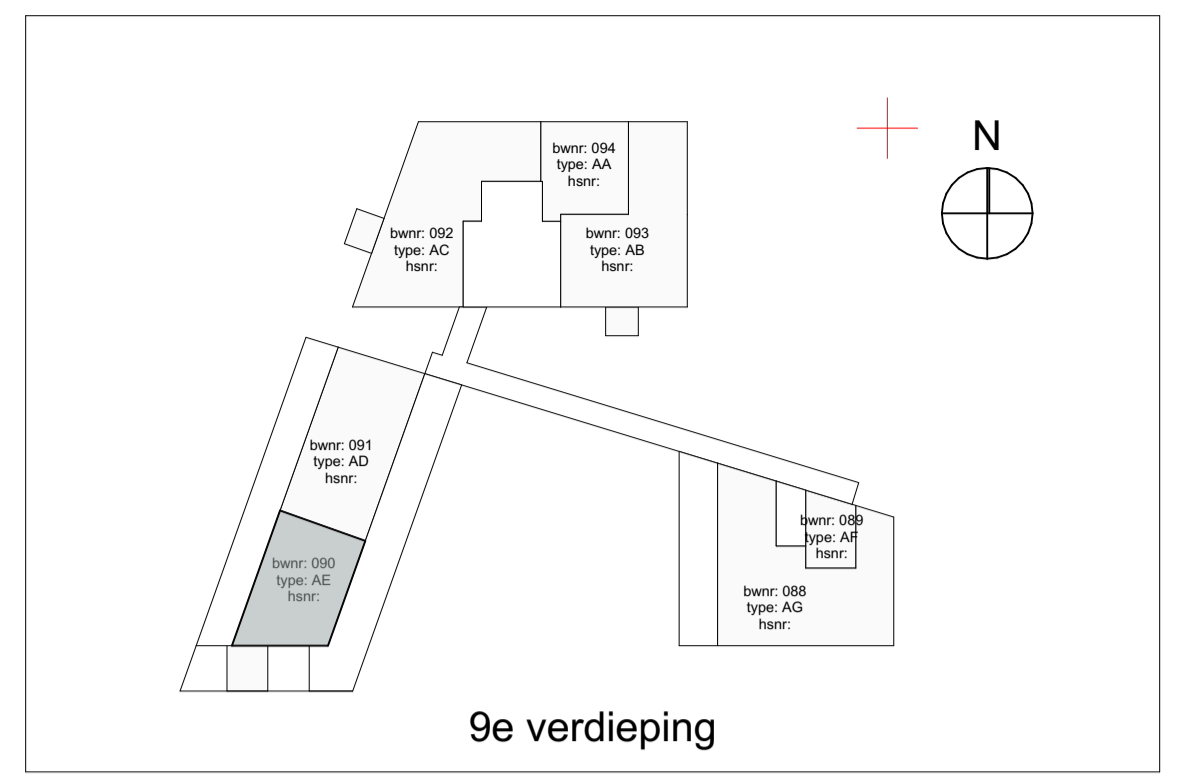 N
bwnr: 094
type: AA
hsnr:
bwnr: 092
type: AC
hsnr:
bwnr: 093
type: AB
hsnr:
bwnr: 091
type: AD
hsnr:
bwnr: 089
type: AF
hsnr:
bwnr: 090
type: AE
hsnr:
bwnr: 088
type: AG
hsnr:
9e verdieping